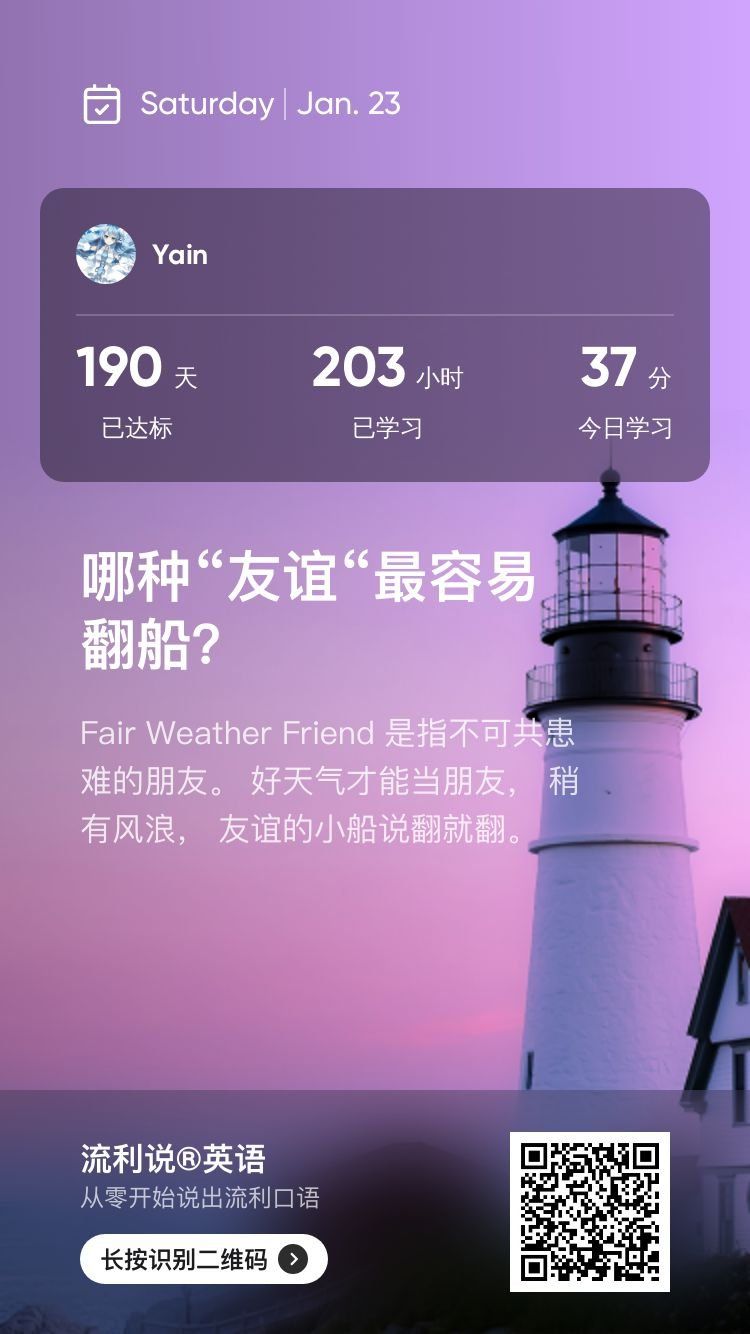 Saturday | Jan. 23
Yain
190 天 203 小时 37 分
已达标 已学习 今日学习
哪种“友谊“最容易
翻船?
Fair Weather Friend 是指不可共患
难的朋友。 好天气才能当朋友， 稍
有风浪， 友谊的小船说翻就翻。
流利说®英语
从零开始说出流利口语
长按识别二维码